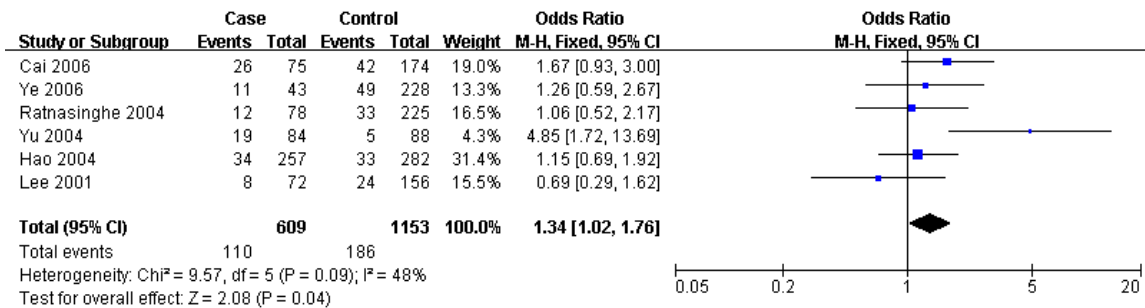 Case Control Odds Ratio Odds Ratio
Study or Subgroup Events Total Events Total Weight M-H, Fixed, 95% CI M-H, Fixed, 95% CI
Cai 2006 26 75 42 174 19.0% 1.67 [0.93, 3.00]
Ye 2006 11 43 49 228 13.3% 1.26 [0.59, 2.67]
Ratnasinghe 2004 12 78 33 225 16.5% 1.06 [0.52, 2.17]
Yu 2004 19 84 5 88 4.3% 4.85 [1.72, 13.69]
Hao 2004 34 257 33 282 31.4% 1.15 [0.69, 1.92]
Lee 2001 8 72 24 156 15.5% 0.69 [0.29, 1.62]
Total (95% CI) 609 1153 100.0% 1.34 [1.02, 1.76]
Total events 110 186
Heterogeneity: Chi² = 9.57, df = 5 (P = 0.09); I² = 48%
Test for overall effect: Z = 2.08 (P = 0.04)
0.05 0.2 1 5 20